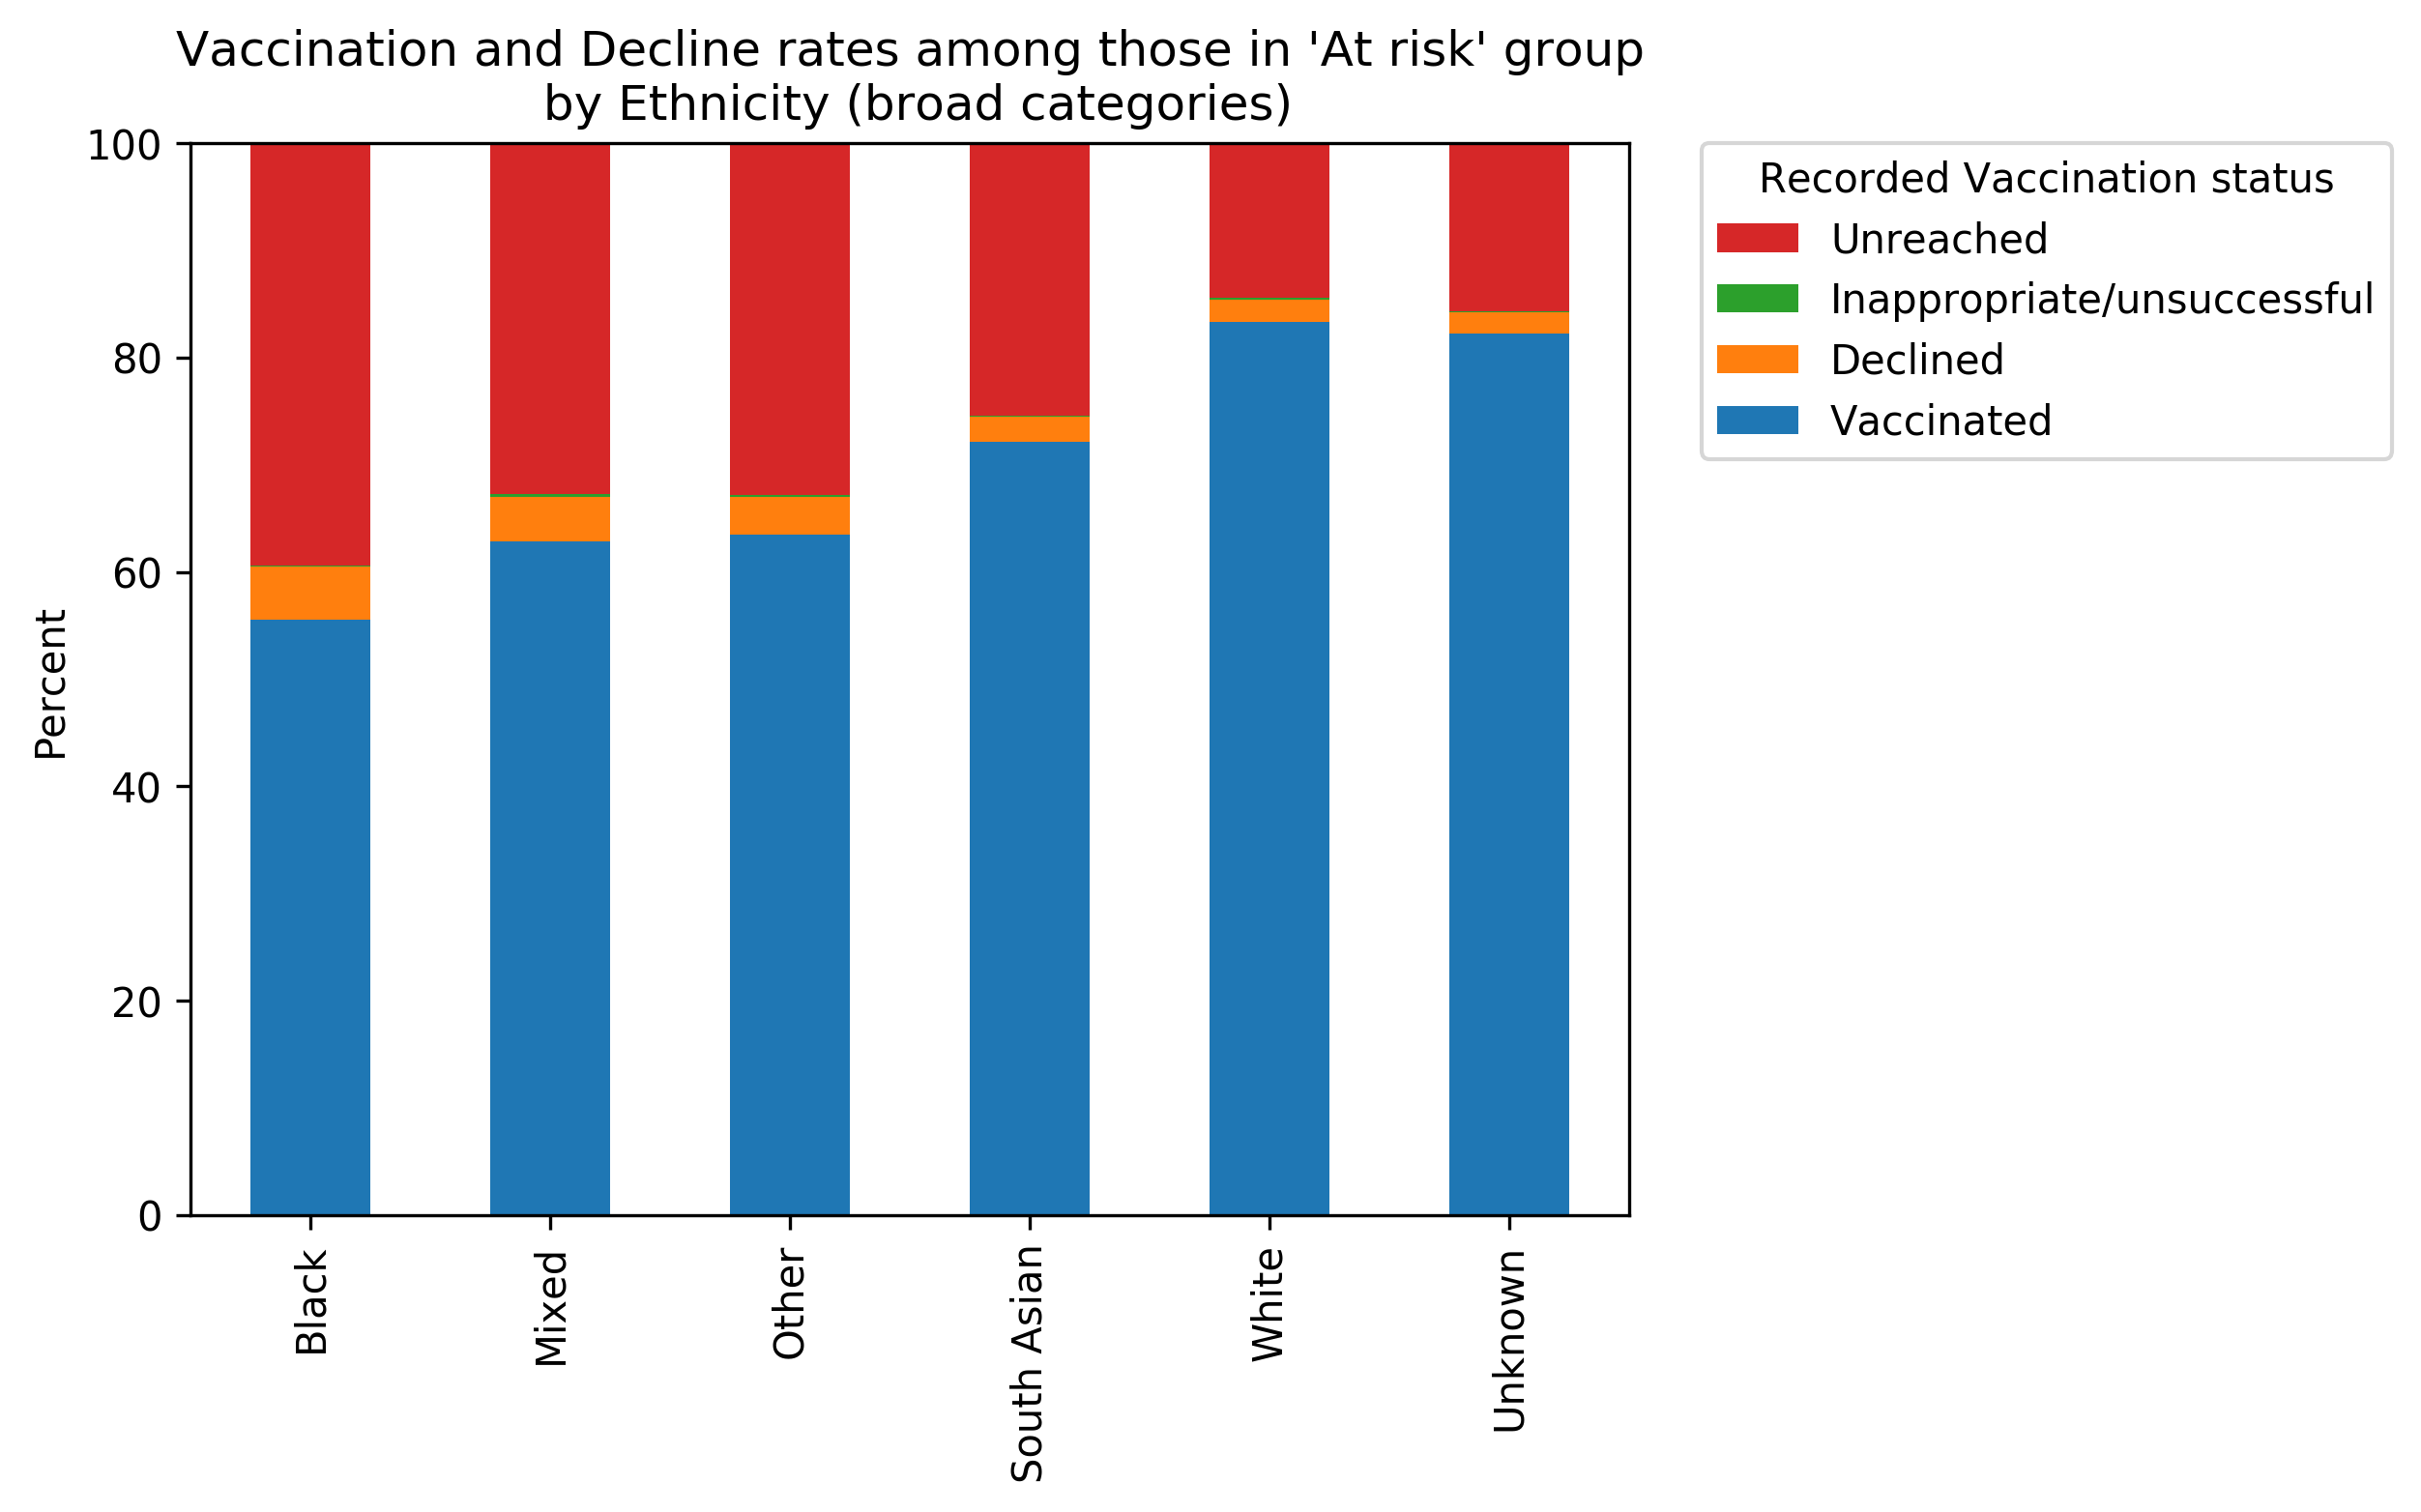 Vaccination and Decline rates among those in 'At risk' group
by Ethnicity (broad categories)
Percent
100
80
60
40
20
0
Black
Mixed
Other
South Asian
White
Unknown
Recorded Vaccination status
Unreached
Inappropriate/unsuccessful
Declined
Vaccinated